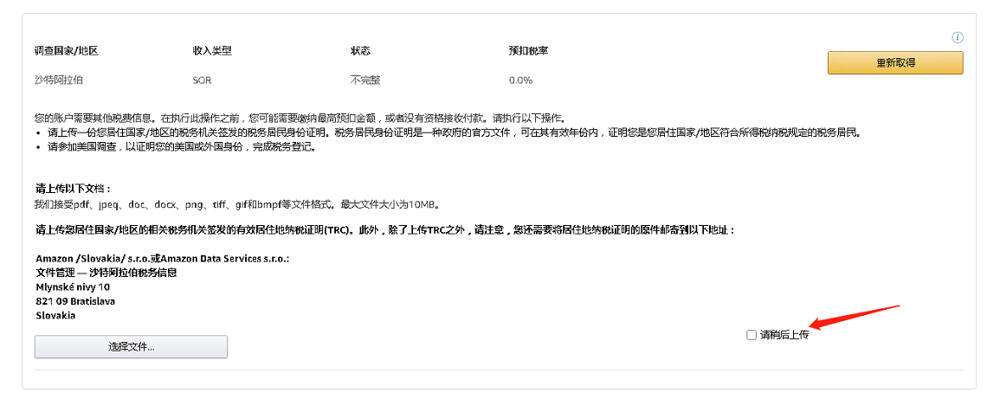 调查国家/地区 收入类型 状态 预扣税率
重新取得
沙特阿拉伯 SOR 不完整 0.0%
您的账户需要其他税费信息。在执行此操作之前，您可能需要缴纳最高预扣金额，或者没有资格接收付款。请执行以下操作。
• 请上传一份您居住国家/地区的税务机关签发的税务居民身份证明。税务居民身份证明是一种政府的官方文件，可在其有效年份内，证明您是您居住国家/地区符合所得税纳税规定的税务居民。
• 请参加美国调查，以证明您的美国或外国身份，完成税务登记。
请上传以下文档：
我们接受pdf、jpeq、doc、docx、png、tiff、gif和bmpf等文件格式。最大文件大小为10MB。
请上传您居住国家/地区的相关税务机关签发的有效居住地纳税证明(TRC)。此外，除了上传TRC之外，请注意，您还需要将居住地纳税证明的原件邮寄到以下地址：
Amazon /Slovakia/ s.r.o.或Amazon Data Services s.r.o.:
文件管理 — 沙特阿拉伯税务信息
Mlynské nivy 10
821 09 Bratislava
Slovakia
请稍后上传
选择文件...